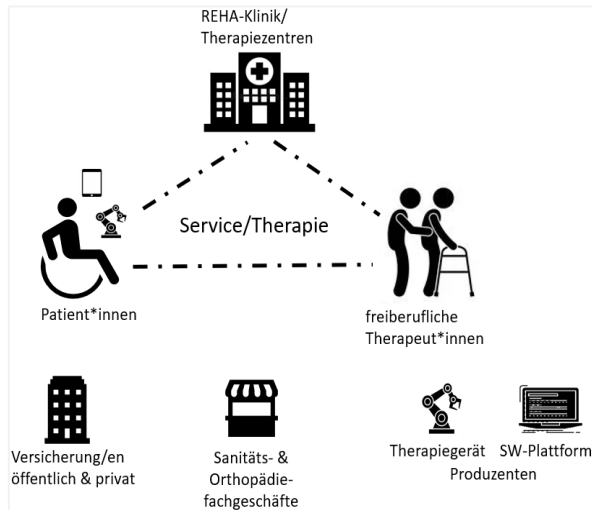 REHA-Klinik/
Therapiezentren
Service/Therapie
Patient*innen
freiberufliche
Therapeut*innen
Versicherung/en
öffentlich & privat
Sanitäts- &
Orthopädie-
fachgeschäfte
Therapiegerät SW-Plattform
Produzenten